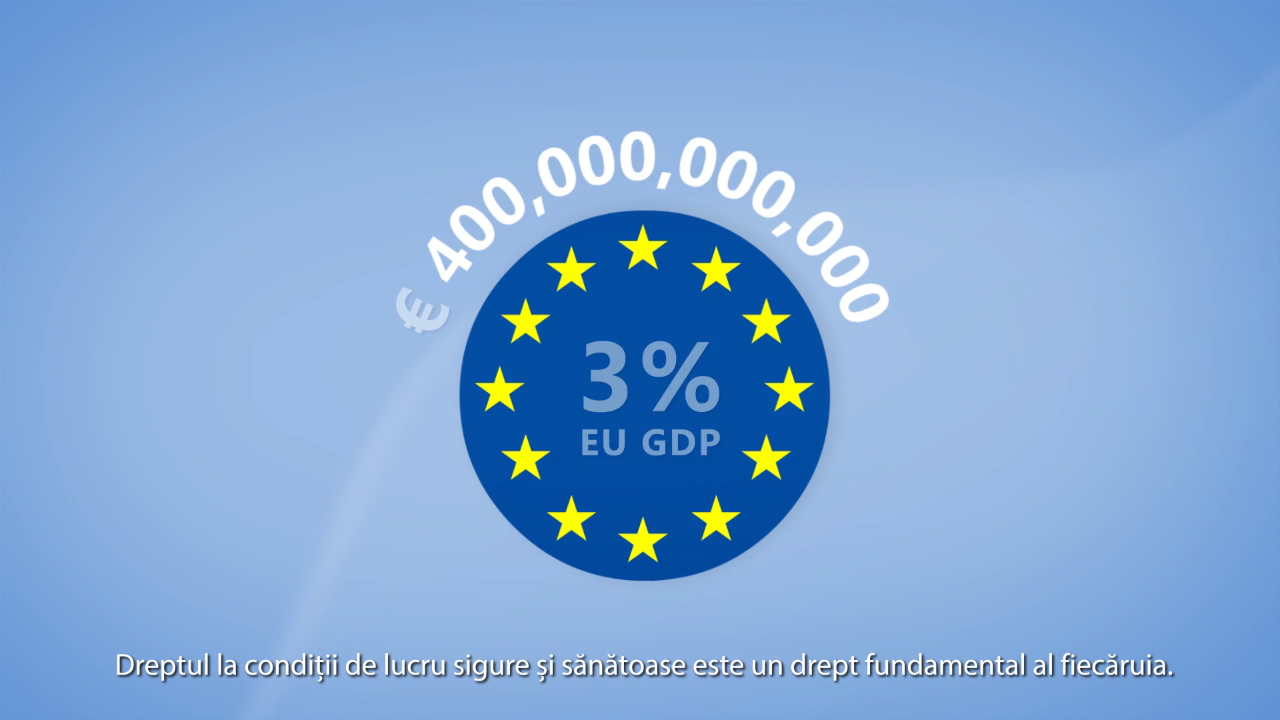 € 400,000,000,000
3%
EU GDP
Dreptul la condiții de lucru sigure și sănătoase este un drept fundamental al fiecăruia.